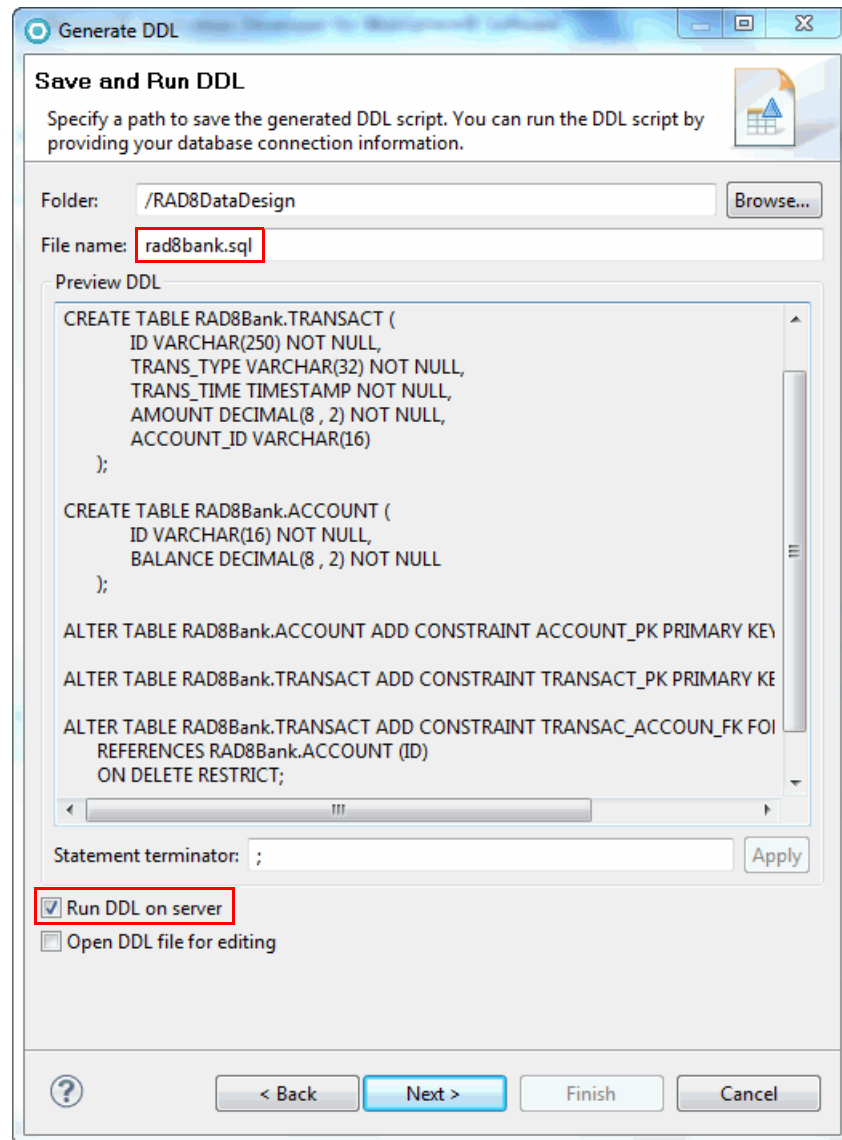 Generate DDL
Save and Run DDL
Specify a path to save the generated DDL script. You can run the DDL script by
providing your database connection information.
Folder: /RAD8DataDesign Browse...
File name: rad8bank.sql
Preview DDL
CREATE TABLE RAD8Bank.TRANSACT (
ID VARCHAR(250) NOT NULL,
TRANS_TYPE VARCHAR(32) NOT NULL,
TRANS_TIME TIMESTAMP NOT NULL,
AMOUNT DECIMAL(8 , 2) NOT NULL,
ACCOUNT_ID VARCHAR(16)
);
CREATE TABLE RAD8Bank.ACCOUNT (
ID VARCHAR(16) NOT NULL,
BALANCE DECIMAL(8 , 2) NOT NULL
);
ALTER TABLE RAD8Bank.ACCOUNT ADD CONSTRAINT ACCOUNT_PK PRIMARY KEY
ALTER TABLE RAD8Bank.TRANSACT ADD CONSTRAINT TRANSACT_PK PRIMARY KE
ALTER TABLE RAD8Bank.TRANSACT ADD CONSTRAINT TRANSAC_ACCOUN_FK FO
REFERENCES RAD8Bank.ACCOUNT (ID)
ON DELETE RESTRICT;
Statement terminator: ; Apply
Run DDL on server
Open DDL file for editing
? < Back Next > Finish Cancel